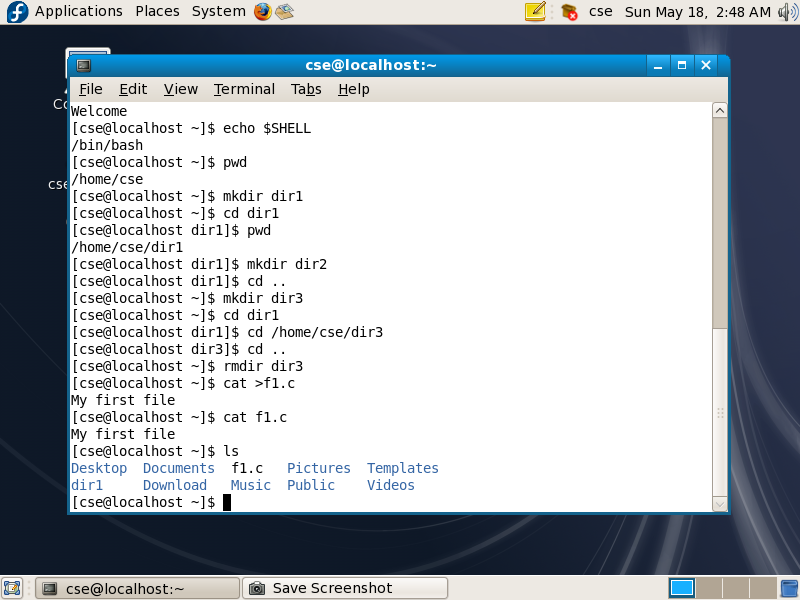 Applications Places System cse Sun May 18, 2:48 AM
cse@localhost:~
File Edit View Terminal Tabs Help
Welcome
[cse@localhost ~]$ echo $SHELL
/bin/bash
[cse@localhost ~]$ pwd
/home/cse
[cse@localhost ~]$ mkdir dir1
[cse@localhost ~]$ cd dir1
[cse@localhost dir1]$ pwd
/home/cse/dir1
[cse@localhost dir1]$ mkdir dir2
[cse@localhost dir1]$ cd ..
[cse@localhost ~]$ mkdir dir3
[cse@localhost ~]$ cd dir1
[cse@localhost dir1]$ cd /home/cse/dir3
[cse@localhost dir3]$ cd ..
[cse@localhost ~]$ rmdir dir3
[cse@localhost ~]$ cat >f1.c
My first file
[cse@localhost ~]$ cat f1.c
My first file
[cse@localhost ~]$ ls
Desktop Documents f1.c Pictures Templates
dir1 Download Music Public Videos
[cse@localhost ~]$
cse@localhost:~ Save Screenshot